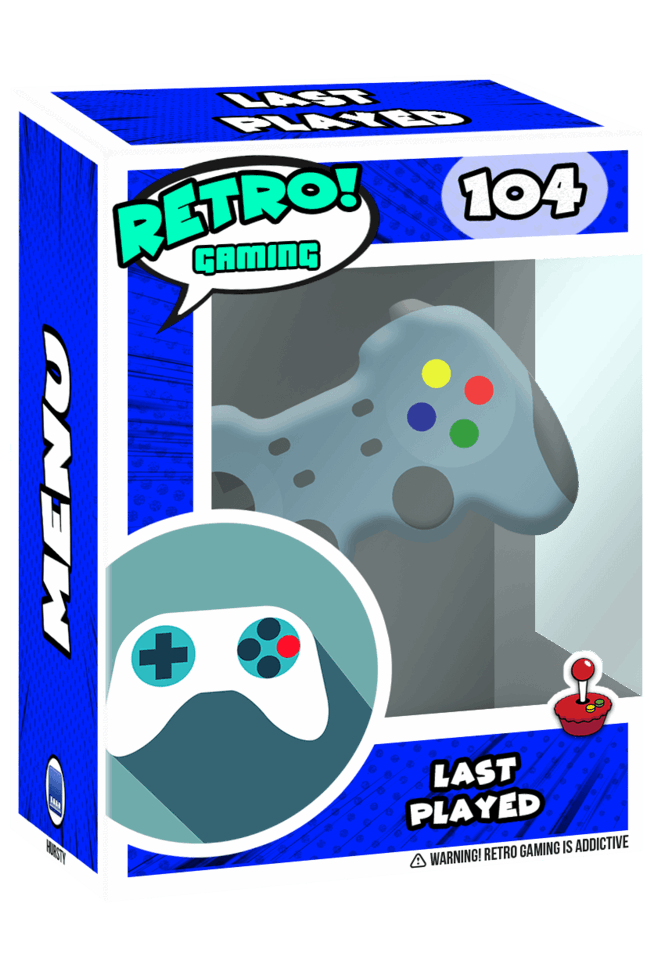 LAST
PLAYED
RETRO!
GAMING
104
MENU
HURSTY
LAST
PLAYED
WARNING! RETRO GAMING IS ADDICTIVE